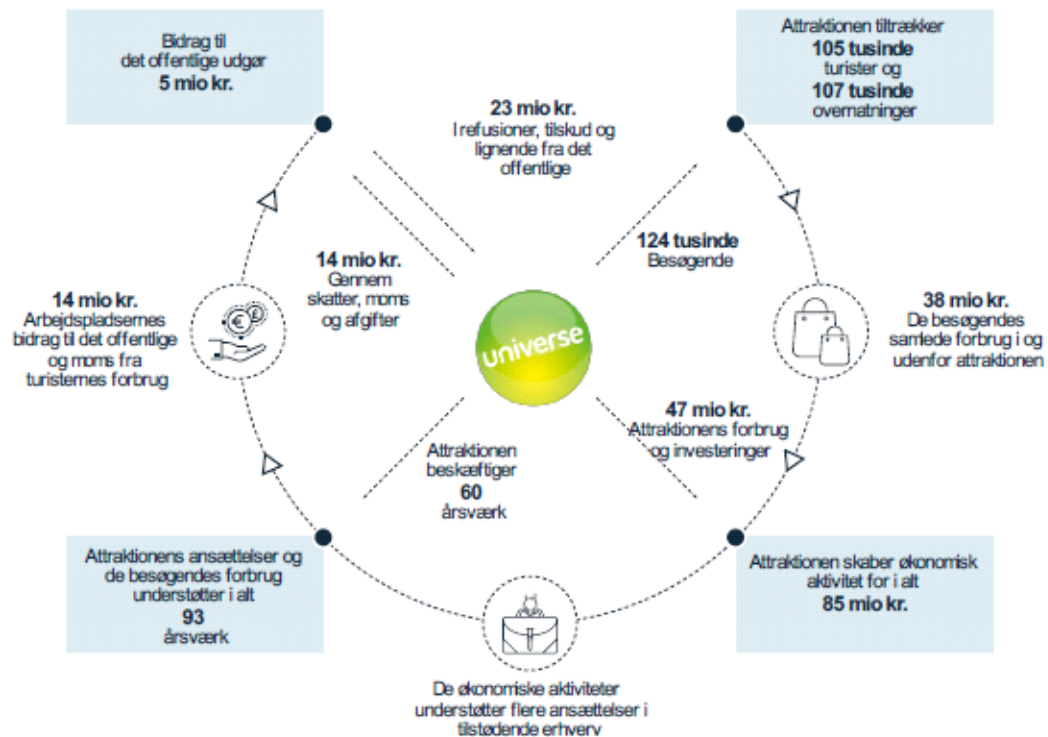 Bidrag til
det offentlige udgør
5 mio kr.
Attraktionen tiltrækker
105 tusinde
turister og
107 tusinde
overnatninger
23 mio kr.
I refusioner, tilskud og
lignende fra det
offentlige
124 tusinde
Besøgende
14 mio kr.
Gennem
skatter, moms
og afgifter
14 mio kr.
Arbejdspladsernes
bidrag til det offentlige
og moms fra
turisternes forbrug
universe
38 mio kr.
De besøgendes
samlede forbrug i og
udenfor attraktionen
47 mio kr.
Attraktionens forbrug
og investeringer
Attraktionen
beskæftiger
60
årsværk
Attraktionens ansættelser og
de besøgendes forbrug
understøtter i alt
93
årsværk
Attraktionen skaber økonomisk
aktivitet for i alt
85 mio kr.
De økonomiske aktiviteter
understøtter flere ansættelser i
tilstødende erhverv